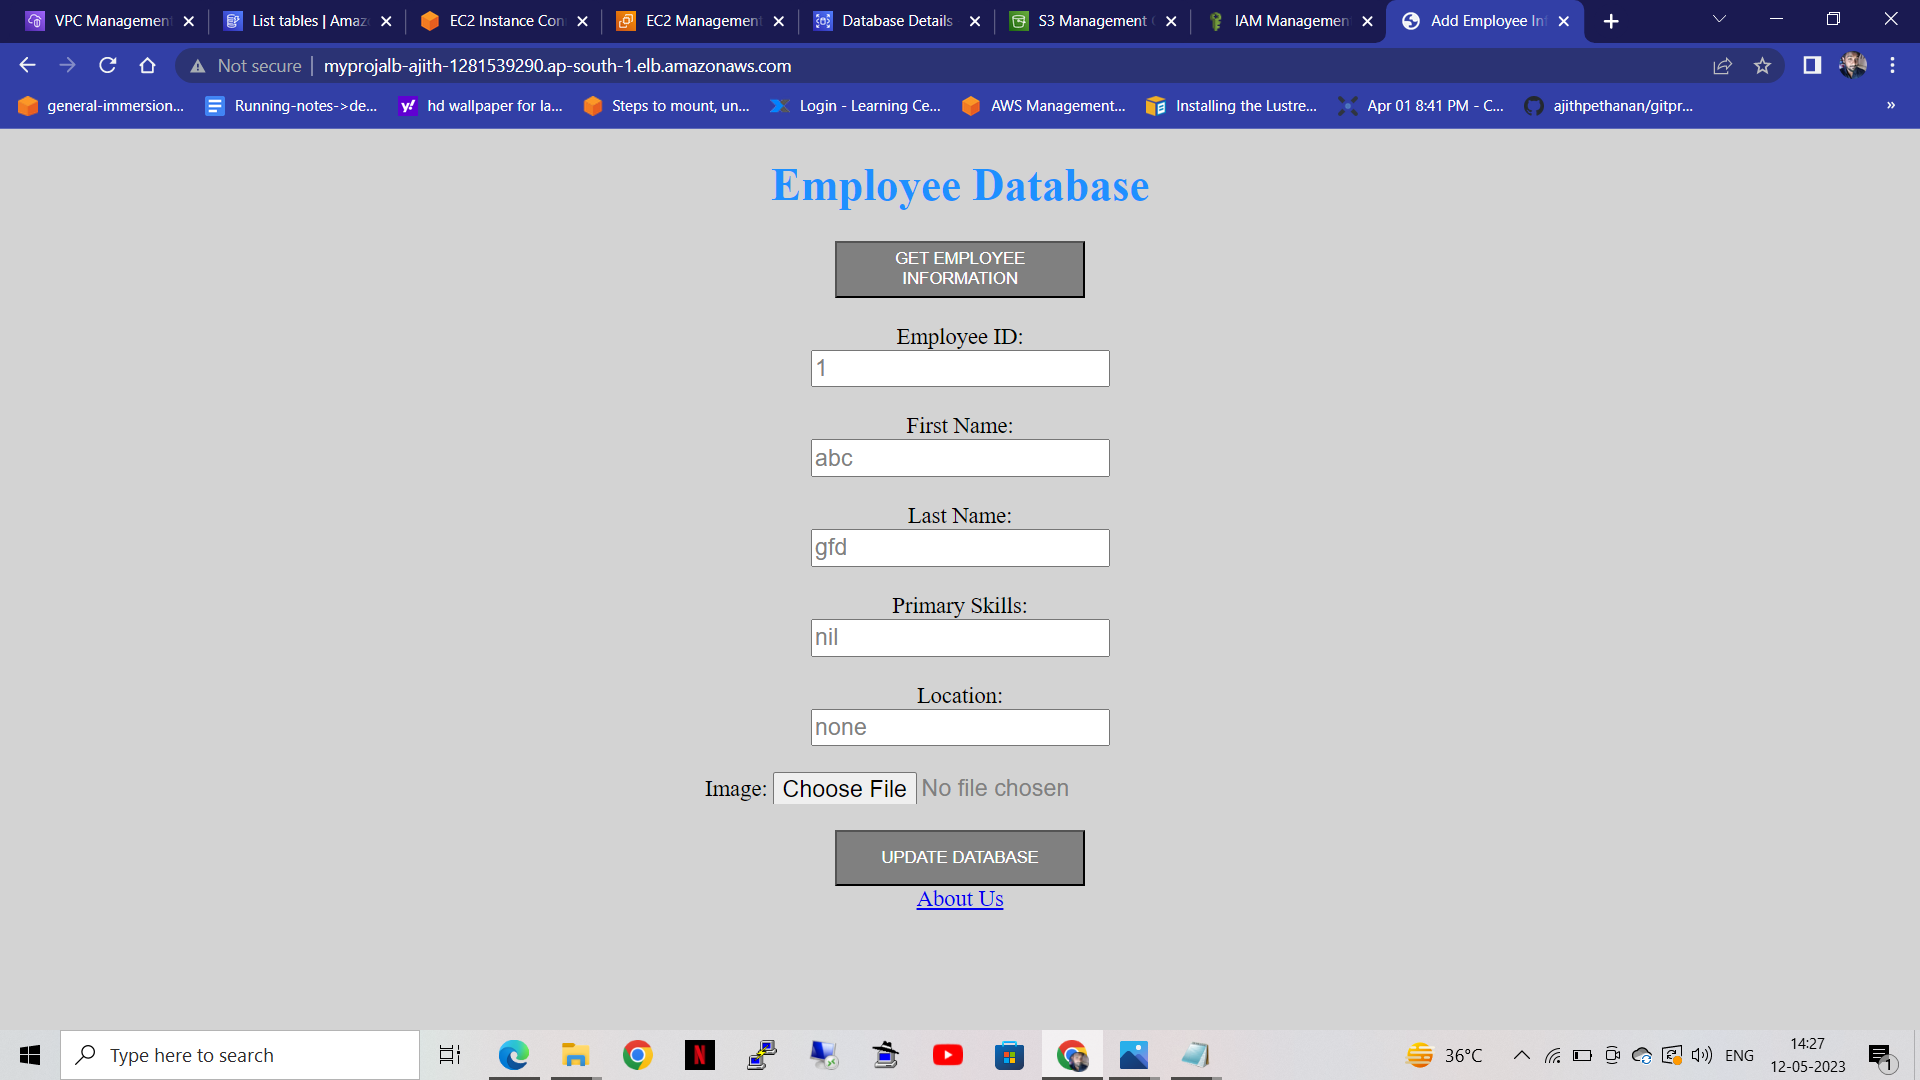 VPC Management
List tables | Amaz
EC2 Instance Con
EC2 Management
Database Details
S3 Management
IAM Managemen
Add Employee In
Not secure
myprojalb-ajith-1281539290.ap-south-1.elb.amazonaws.com
general-immersion...
Running-notes->de...
hd wallpaper for la...
Steps to mount, un...
Login - Learning Ce...
AWS Management...
Installing the Lustre...
Apr 01 8:41 PM - C...
ajithpethanan/gitpr...
»
Employee Database
GET EMPLOYEE
INFORMATION
Employee ID:
1
First Name:
abc
Last Name:
gfd
Primary Skills:
nil
Location:
none
Image: Choose File No file chosen
UPDATE DATABASE
About Us
Type here to search
36°C
ENG
14:27
12-05-2023
1